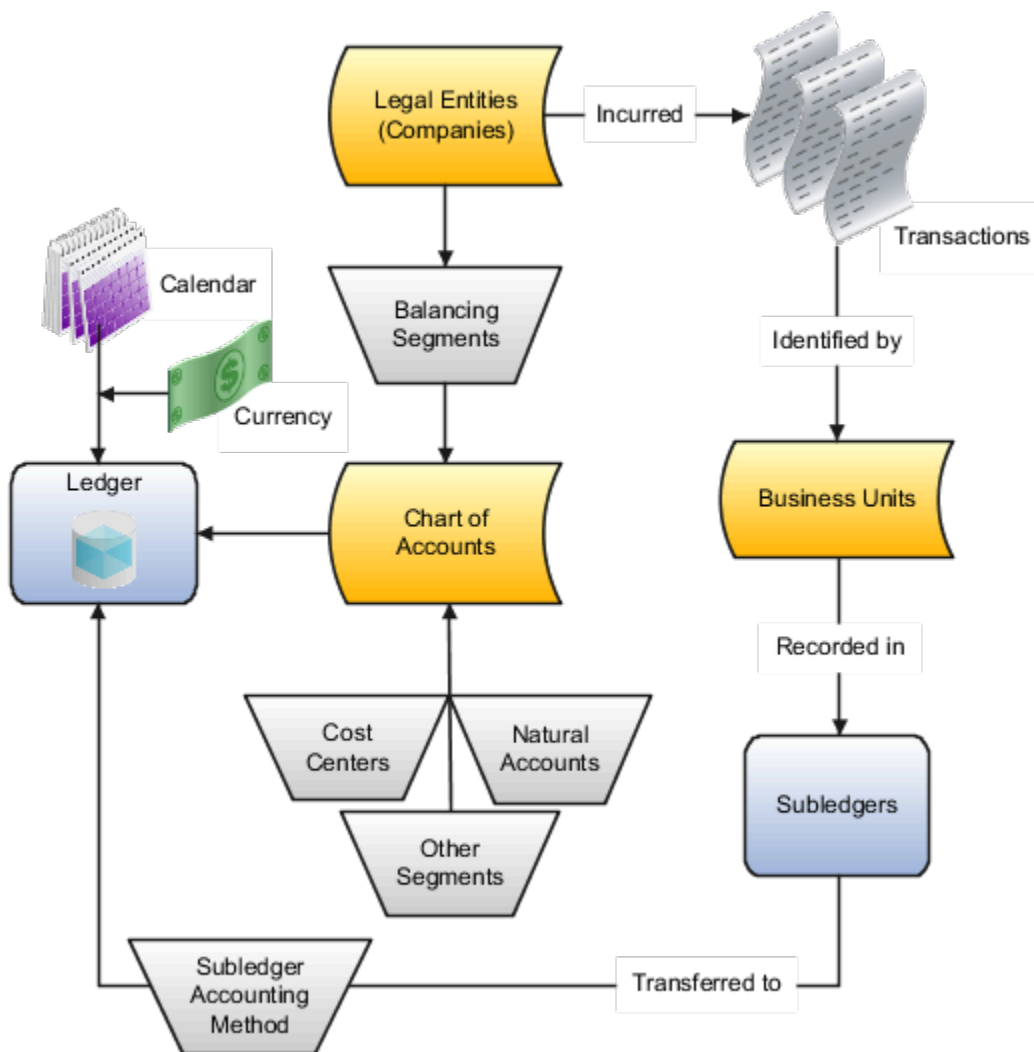 Legal Entities
(Companies)
Incurred
Transactions
Calendar
Balancing
Segments
Identified by
Currency
Ledger
Chart of
Accounts
Business Units
Recorded in
Cost
Centers
Natural
Accounts
Subledgers
Other
Segments
Subledger
Accounting
Method
Transferred to